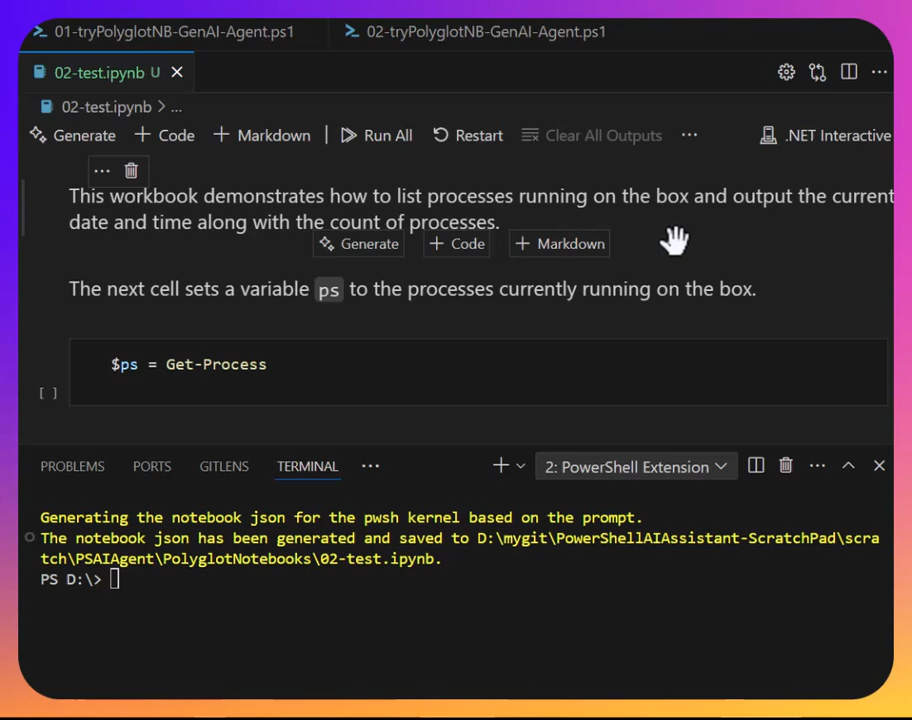 01-tryPolyglotNB-GenAI-Agent.ps1 02-tryPolyglotNB-GenAI-Agent.ps1
02-test.ipynb U
02-test.ipynb > ...
Generate + Code + Markdown Run All Restart Clear All Outputs ... .NET Interactive
...
This workbook demonstrates how to list processes running on the box and output the current
date and time along with the count of processes.
Generate + Code + Markdown
The next cell sets a variable ps to the processes currently running on the box.
$ps = Get-Process
[ ]
PROBLEMS PORTS GITLENS TERMINAL ... 2: PowerShell Extension
Generating the notebook json for the pwsh kernel based on the prompt.
The notebook json has been generated and saved to D:\mygit\PowerShellAIAssistant-ScratchPad\scra
tch\PSAIAgent\PolyglotNotebooks\02-test.ipynb.
PS D:\>